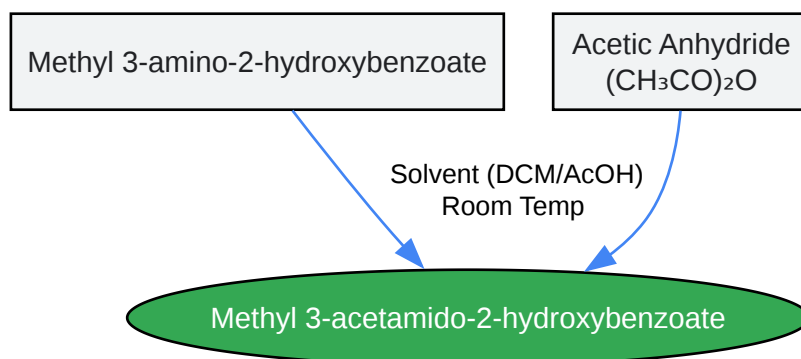 Methyl 3-amino-2-hydroxybenzoate
Acetic Anhydride
(CH₃CO)₂O
Solvent (DCM/AcOH)
Room Temp
Methyl 3-acetamido-2-hydroxybenzoate